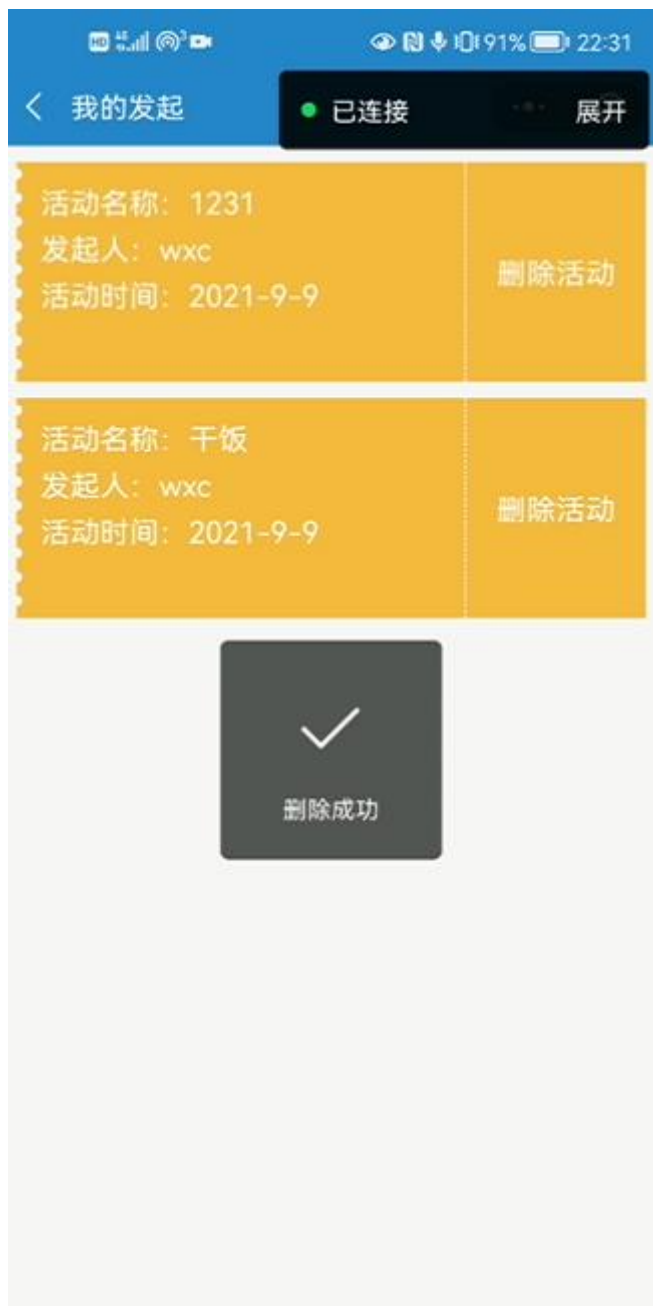 HD 4G 3 91% 22:31
我的发起
已连接 展开
活动名称：1231
发起人：wxc
活动时间：2021-9-9
删除活动
活动名称：干饭
发起人：wxc
活动时间：2021-9-9
删除活动
删除成功